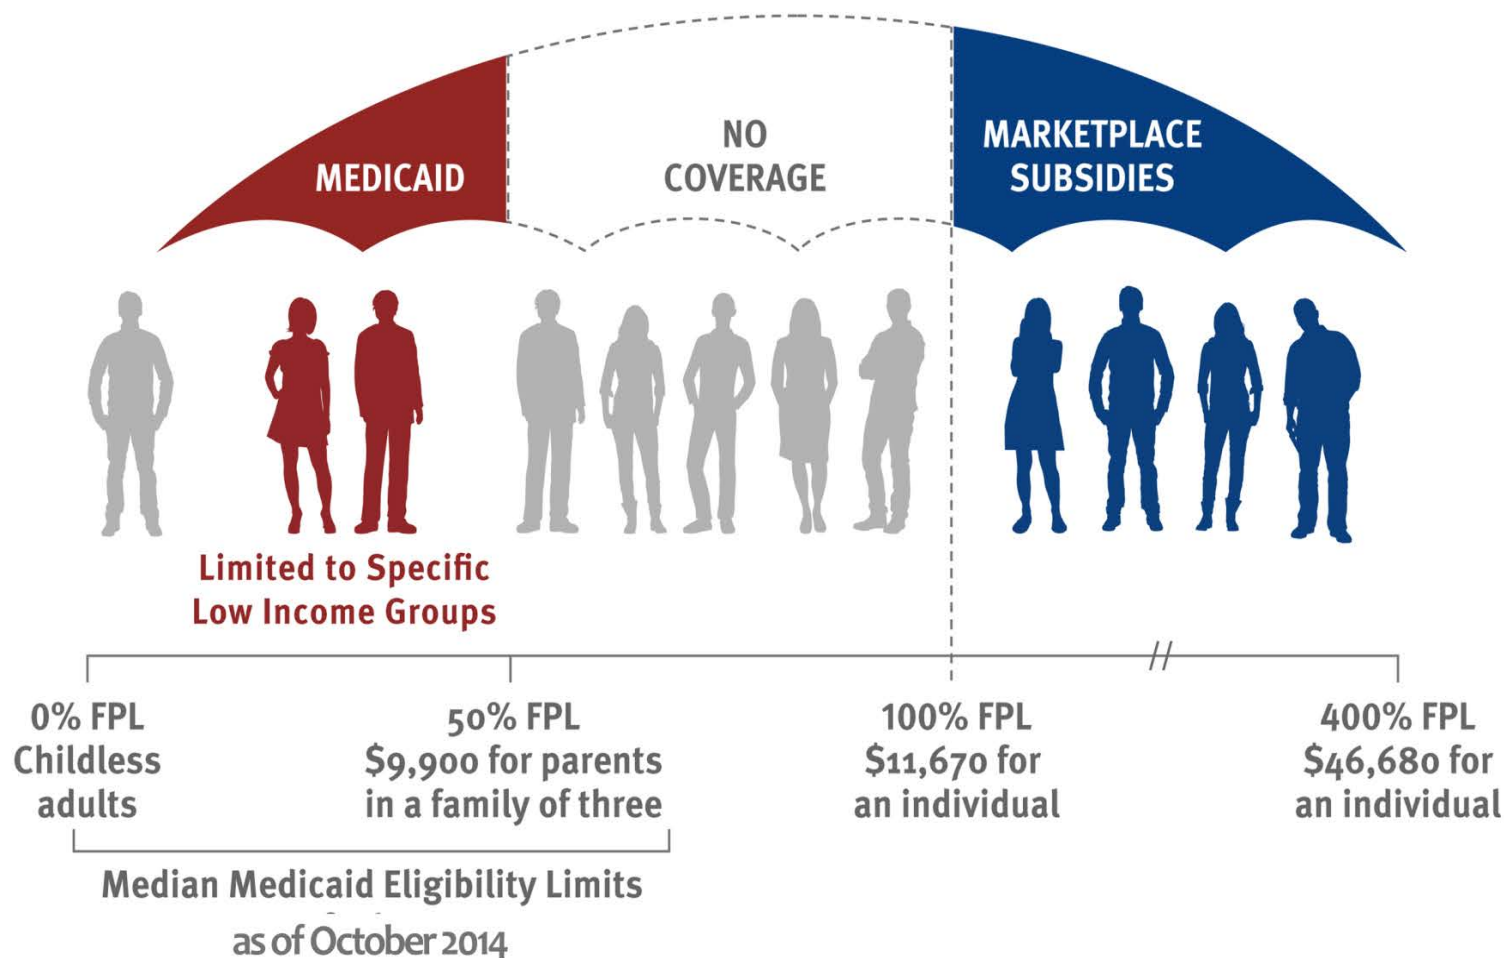 MEDICAID
NO
COVERAGE
MARKETPLACE
SUBSIDIES
Limited to Specific
Low Income Groups
0% FPL
Childless
adults
50% FPL
$9,900 for parents
in a family of three
100% FPL
$11,670 for
an individual
400% FPL
$46,680 for
an individual
Median Medicaid Eligibility Limits
as of October 2014